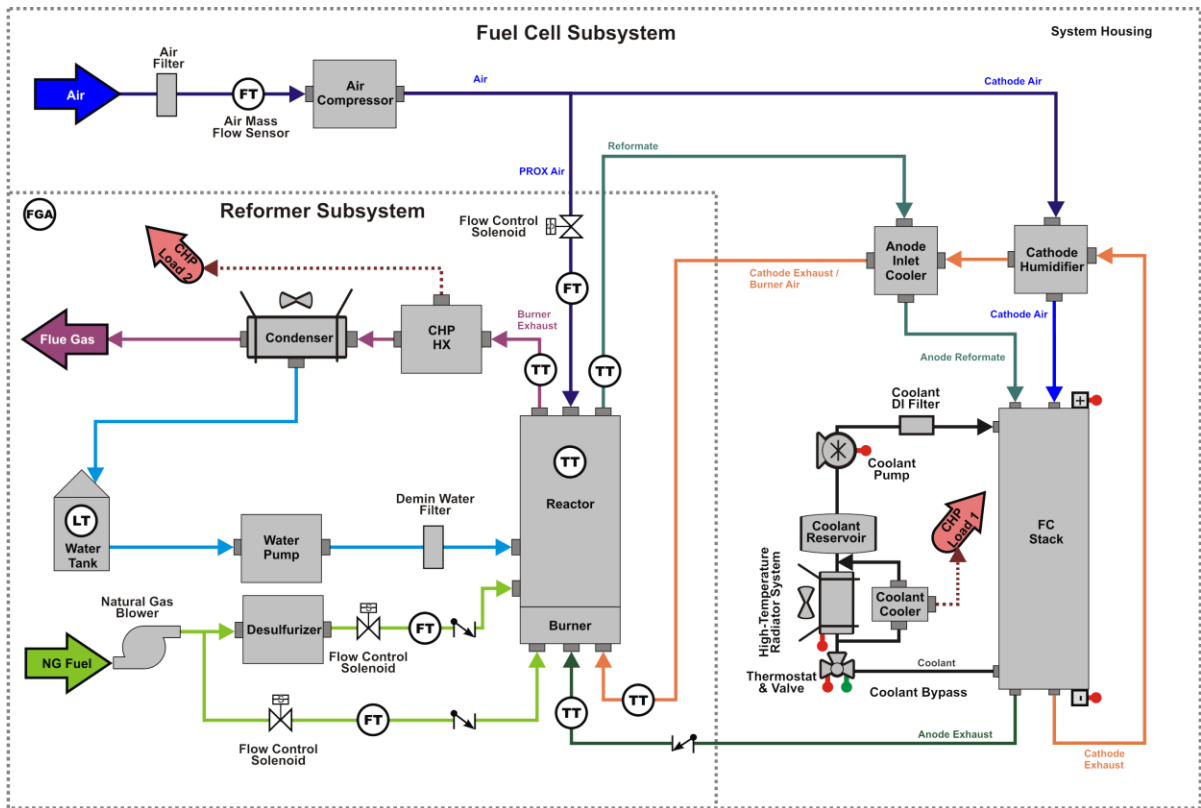 Fuel Cell Subsystem
System Housing
Air
Filter
Air
FT
Air Mass
Flow Sensor
Air
Compressor
Air
Cathode Air
PROX Air
Reformate
FGA
Reformer Subsystem
Flow Control
Solenoid
CHP
Load 2
FT
Anode
Inlet
Cooler
Cathode
Humidifier
Cathode Exhaust /
Burner Air
Cathode Air
Flue Gas
Condenser
CHP
HX
Burner
Exhaust
TT
TT
Anode Reformate
Coolant
DI Filter
+
TT
Reactor
Coolant
Pump
LT
Water
Tank
Water
Pump
Demin Water
Filter
Coolant
Reservoir
CHP
Load 1
FC
Stack
High-Temperature
Radiator System
Coolant
Cooler
Natural Gas
Blower
NG Fuel
Desulfurizer
Flow Control
Solenoid
FT
Burner
Thermostat
& Valve
Coolant
Coolant Bypass
-
Flow Control
Solenoid
FT
TT
TT
Anode Exhaust
Cathode
Exhaust